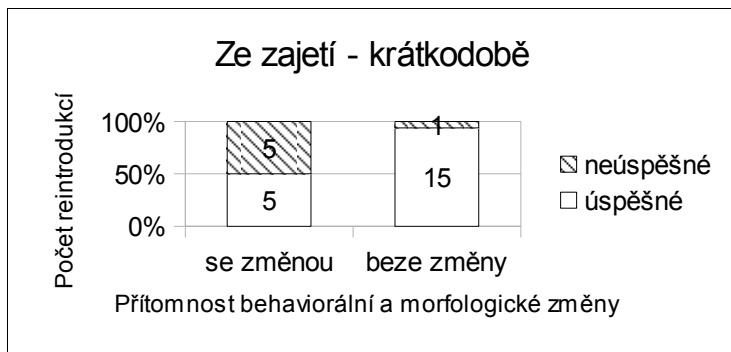 Ze zajetí - krátkodobě
Počet reintrodukcí
100%
50%
0%
5
5
1
15
neúspěšné
úspěšné
se změnou
beze změny
Přítomnost behaviorální a morfologické změny